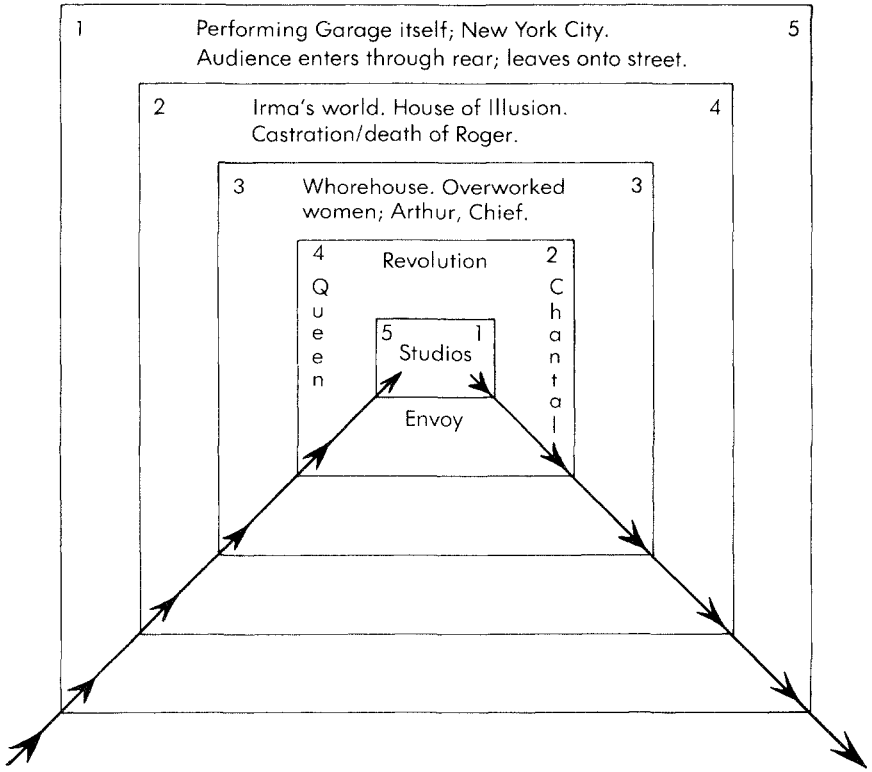 1 Performing Garage itself; New York City. 5
Audience enters through rear; leaves onto street.
2 Irma's world. House of Illusion. 4
Castration/death of Roger.
3 Whorehouse. Overworked 3
women; Arthur, Chief.
4 Revolution 2
Queen
Chantal
5 1
Studios
Envoy